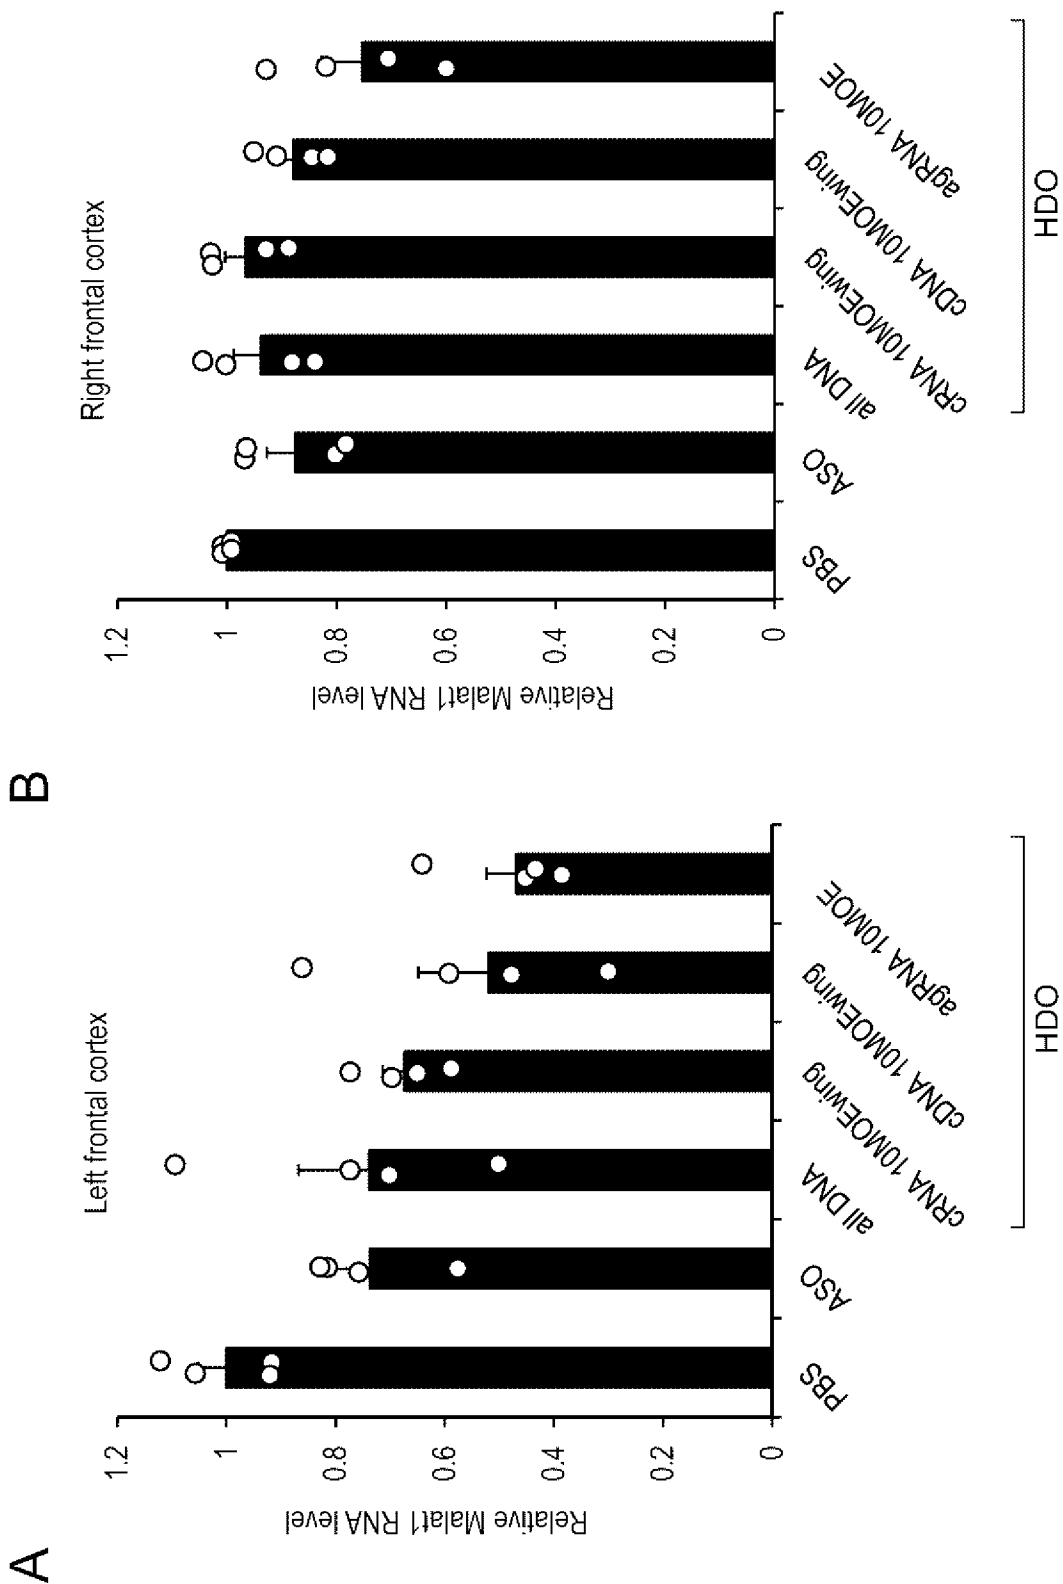 A
Left frontal cortex
Relative Malat1 RNA level
1.2
1
0.8
0.6
0.4
0.2
0
PBS
ASO
all DNA
cRNA 10MOEwing
cDNA 10MOEwing
agRNA 10MOE
HDO
B
Right frontal cortex
Relative Malat1 RNA level
1.2
1
0.8
0.6
0.4
0.2
0
PBS
ASO
all DNA
cRNA 10MOEwing
cDNA 10MOEwing
agRNA 10MOE
HDO